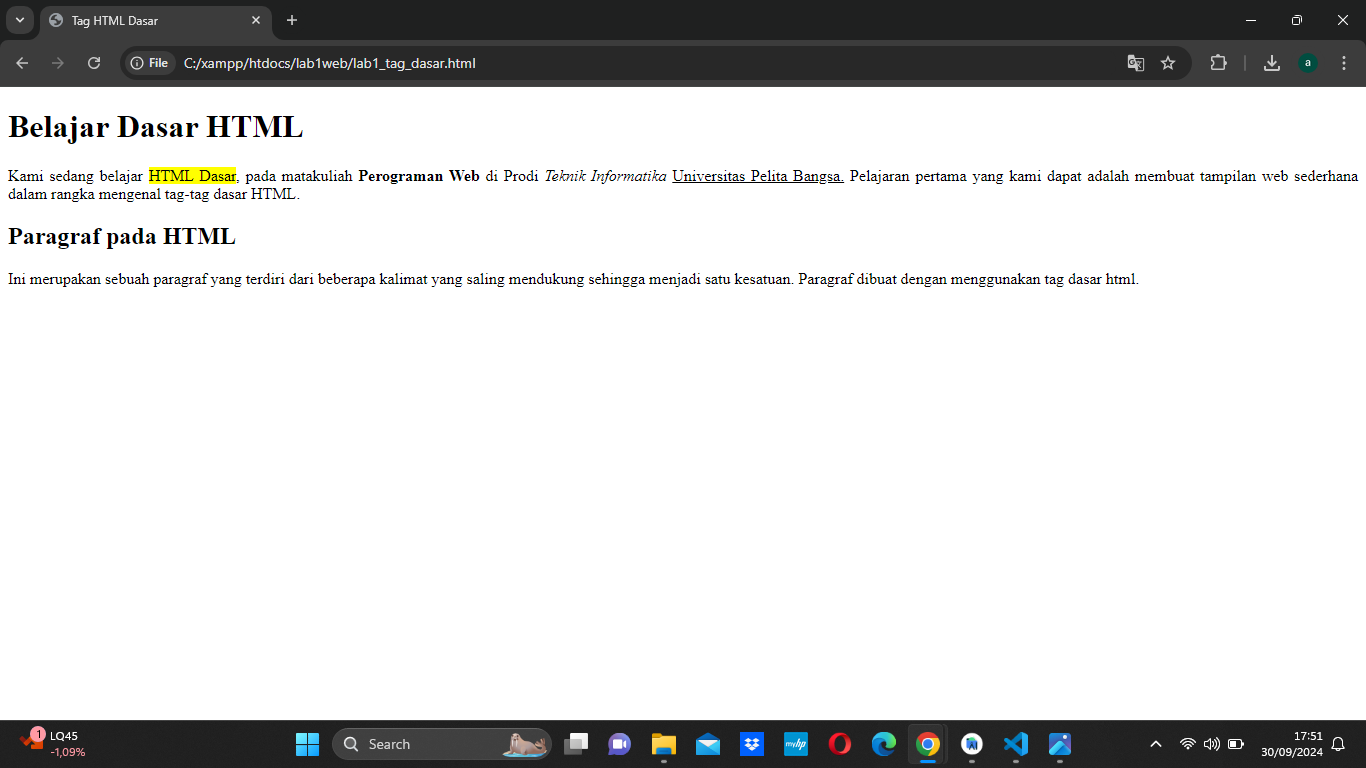 Tag HTML Dasar
File C:/xampp/htdocs/lab1web/lab1_tag_dasar.html
a
Belajar Dasar HTML
Kami sedang belajar HTML Dasar, pada matakuliah Perograman Web di Prodi Teknik Informatika Universitas Pelita Bangsa. Pelajaran pertama yang kami dapat adalah membuat tampilan web sederhana
dalam rangka mengenal tag-tag dasar HTML.
Paragraf pada HTML
Ini merupakan sebuah paragraf yang terdiri dari beberapa kalimat yang saling mendukung sehingga menjadi satu kesatuan. Paragraf dibuat dengan menggunakan tag dasar html.
1
LQ45
-1,09%
Search
myhp
17:51
30/09/2024